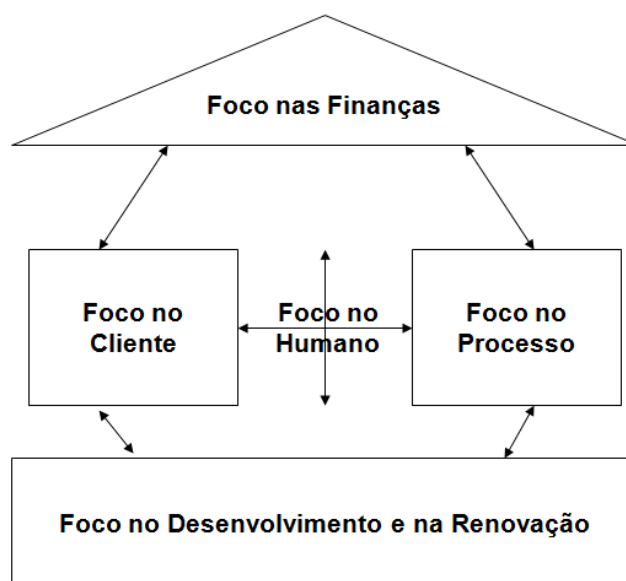 Foco nas Finanças
Foco no
Cliente
Foco no
Humano
Foco no
Processo
Foco no Desenvolvimento e na Renovação